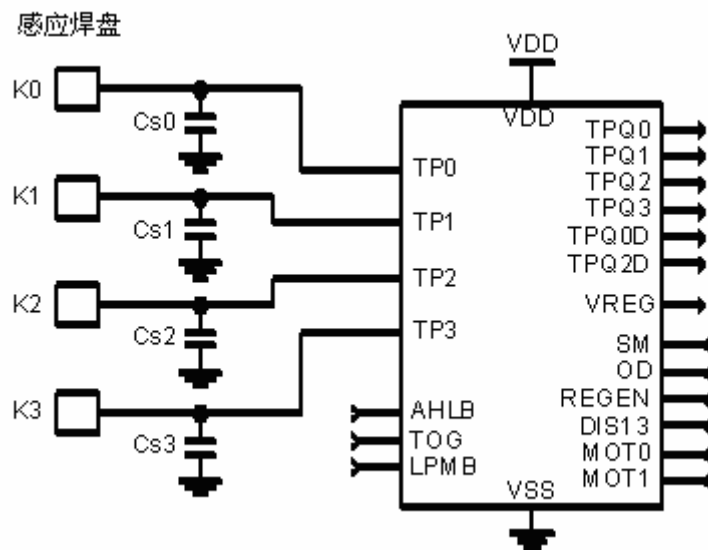 感应焊盘
K0
Cs0
K1
Cs1
K2
Cs2
K3
Cs3
VDD
VDD
TP0
TP1
TP2
TP3
AHLB
TOG
LPMB
TPQ0
TPQ1
TPQ2
TPQ3
TPQ0D
TPQ2D
VREG
SM
OD
REGEN
DIS13
MOT0
MOT1
VSS